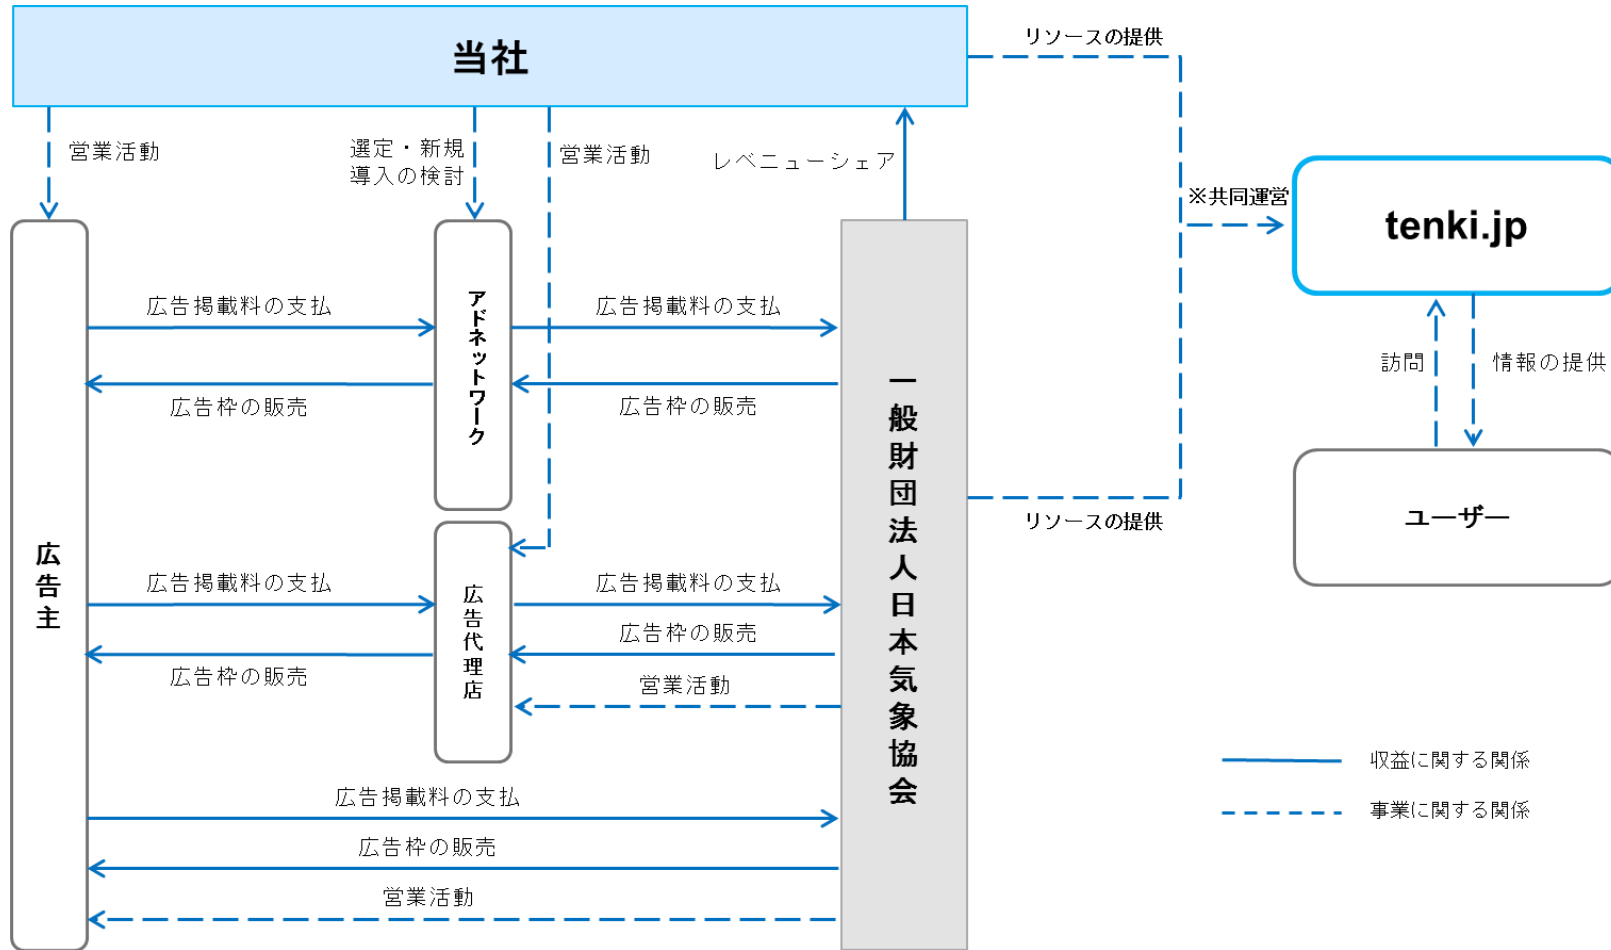 当社
リソースの提供
営業活動
選定・新規
導入の検討
営業活動
レベニューシェア
※共同運営
tenki.jp
広告掲載料の支払
アドネットワーク
広告掲載料の支払
広告枠の販売
広告枠の販売
訪問
情報の提供
一般財団法人日本気象協会
リソースの提供
ユーザー
広告主
広告掲載料の支払
広告代理店
広告掲載料の支払
広告枠の販売
広告枠の販売
営業活動
収益に関する関係
事業に関する関係
広告掲載料の支払
広告枠の販売
営業活動